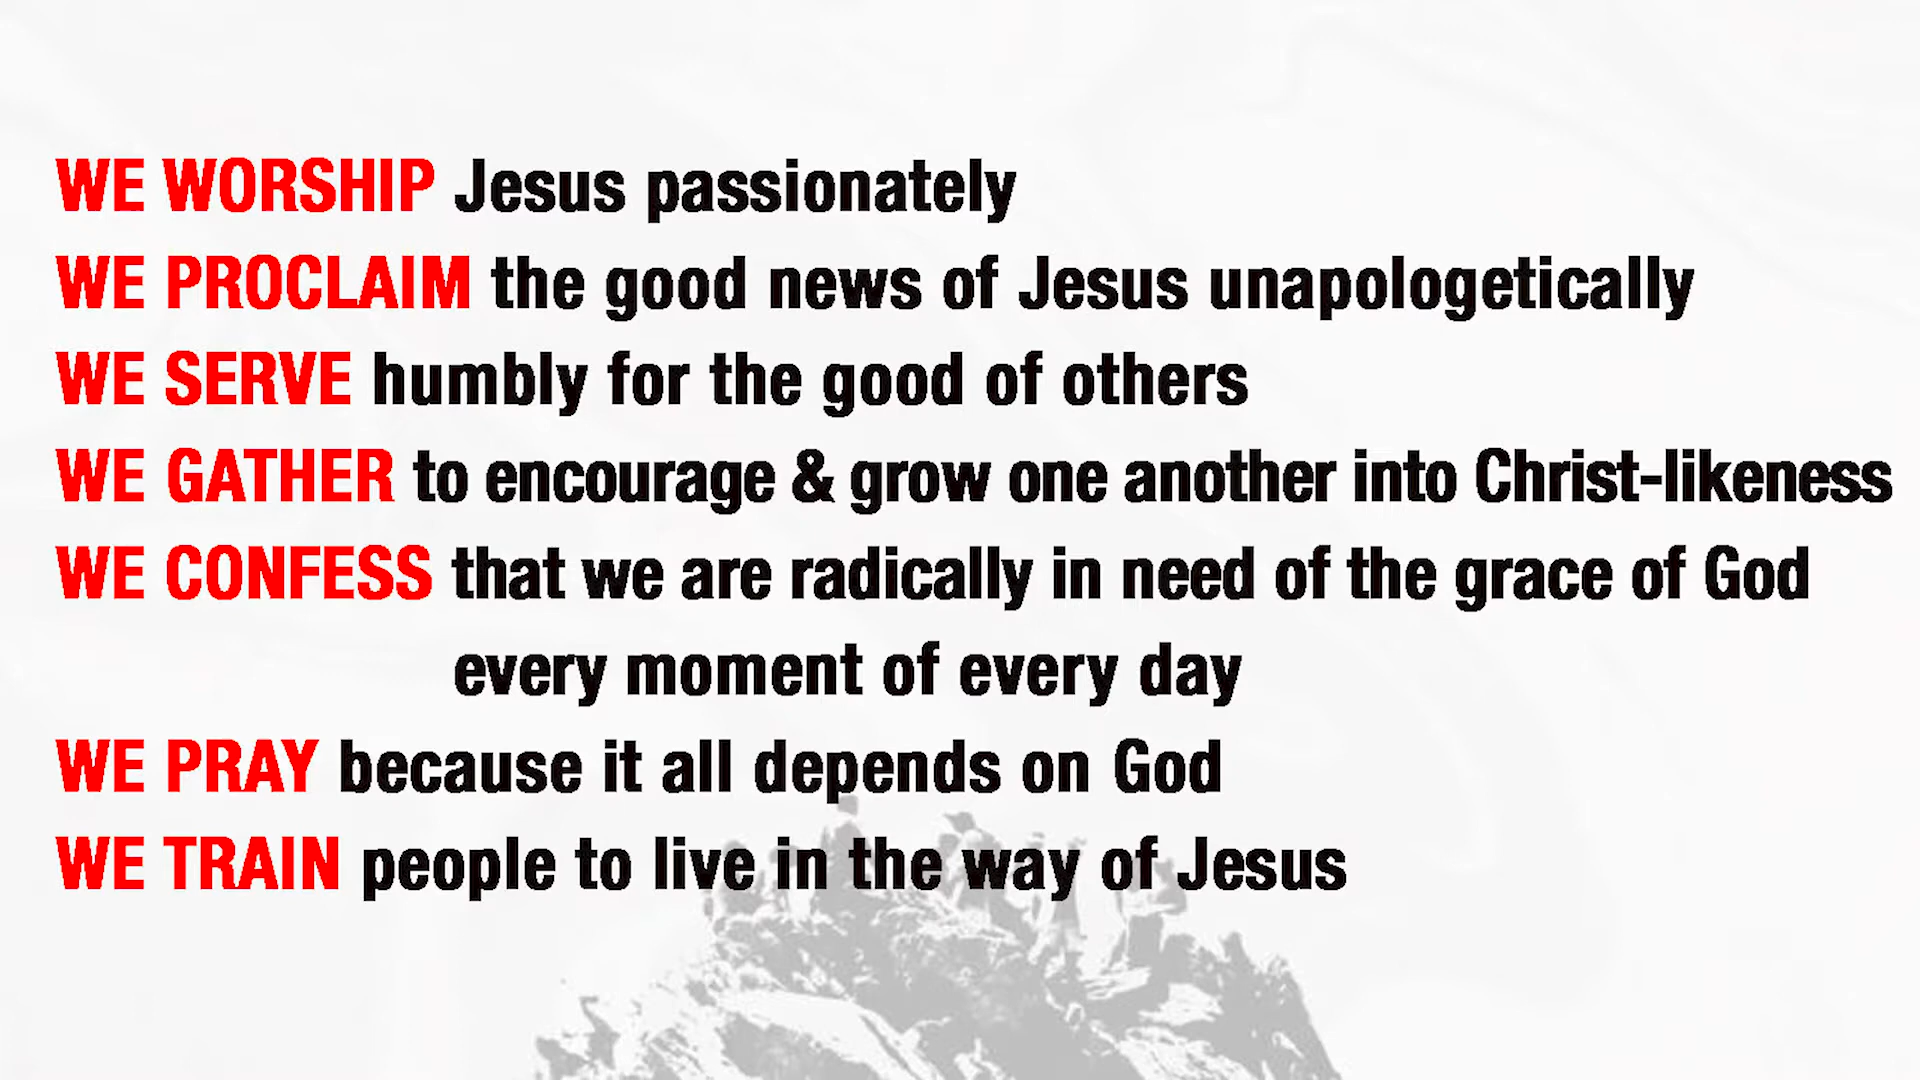 WE WORSHIP Jesus passionately
WE PROCLAIM the good news of Jesus unapologetically
WE SERVE humbly for the good of others
WE GATHER to encourage & grow one another into Christ-likeness
WE CONFESS that we are radically in need of the grace of God
every moment of every day
WE PRAY because it all depends on God
WE TRAIN people to live in the way of Jesus